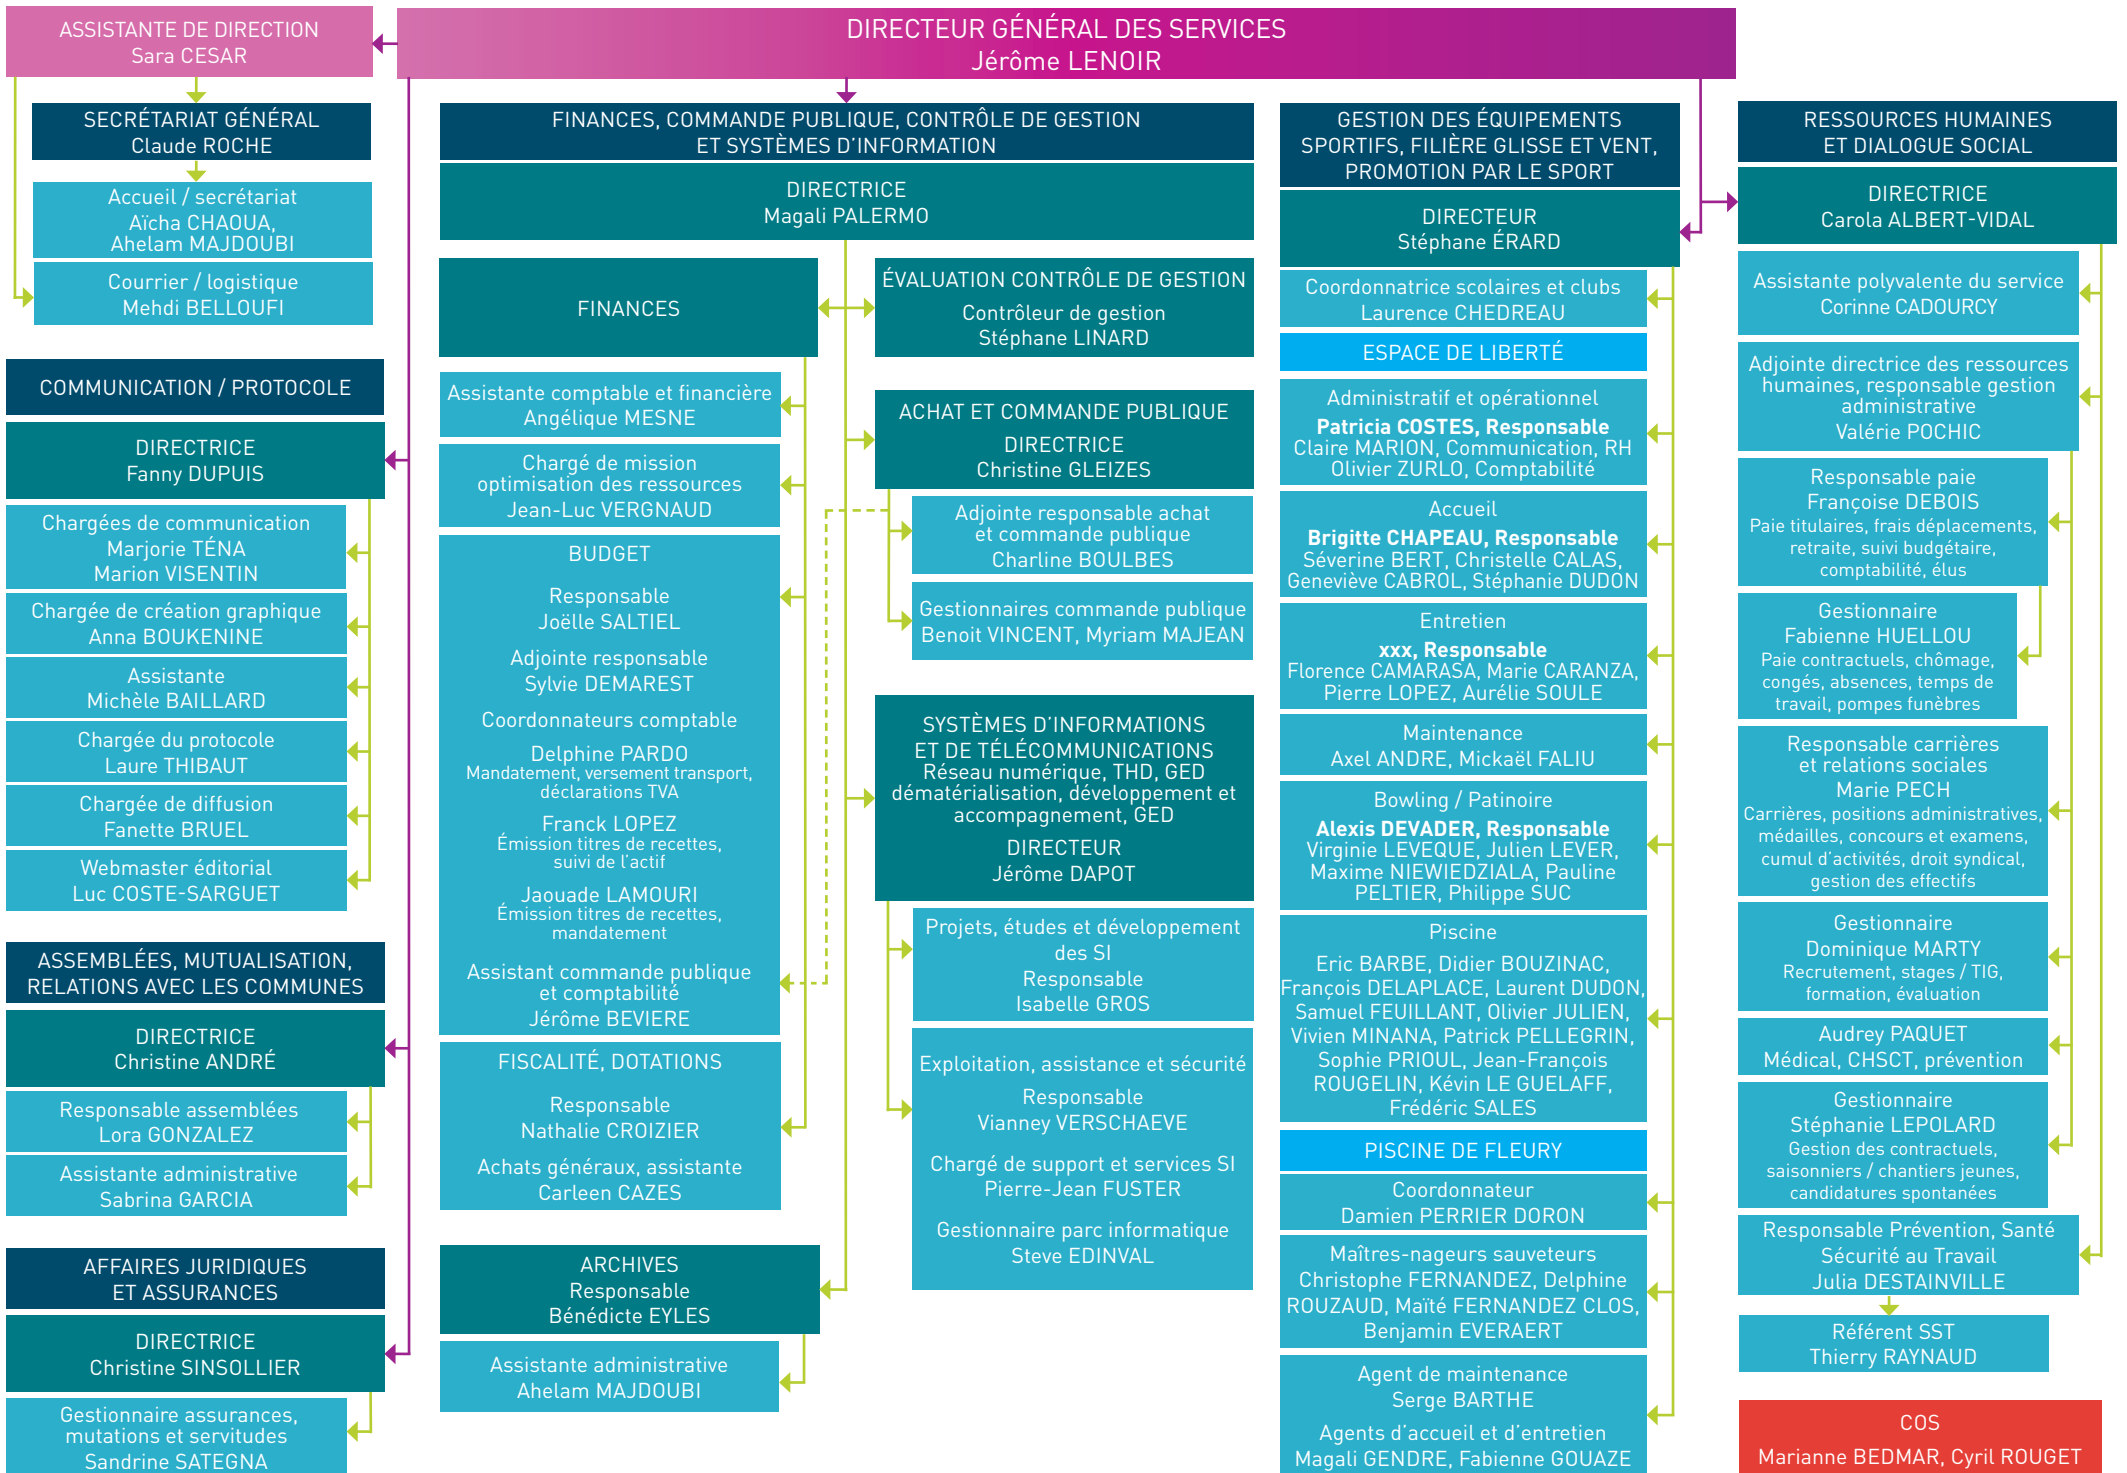 ASSISTANTE DE DIRECTION
Sara CESAR
DIRECTEUR GÉNÉRAL DES SERVICES
Jérôme LENOIR
SECRÉTARIAT GÉNÉRAL
Claude ROCHE
Accueil / secrétariat
Aïcha CHAOUA,
Ahelam MAJDOUBI
Courrier / logistique
Mehdi BELLOUFI
COMMUNICATION / PROTOCOLE
DIRECTRICE
Fanny DUPUIS
Chargées de communication
Marjorie TÉNA
Marion VISENTIN
Chargée de création graphique
Anna BOUKENINE
Assistante
Michèle BAILLARD
Chargée du protocole
Laure THIBAUT
Chargée de diffusion
Fanette BRUEL
Webmaster éditorial
Luc COSTE-SARGUET
ASSEMBLÉES, MUTUALISATION,
RELATIONS AVEC LES COMMUNES
DIRECTRICE
Christine ANDRÉ
Responsable assemblées
Lora GONZALEZ
Assistante administrative
Sabrina GARCIA
AFFAIRES JURIDIQUES
ET ASSURANCES
DIRECTRICE
Christine SINSOLLIER
Gestionnaire assurances,
mutations et servitudes
Sandrine SATEGNA
FINANCES, COMMANDE PUBLIQUE, CONTRÔLE DE GESTION
ET SYSTÈMES D'INFORMATION
DIRECTRICE
Magali PALERMO
FINANCES
Assistante comptable et financière
Angélique MESNE
Chargé de mission
optimisation des ressources
Jean-Luc VERGNAUD
BUDGET
Responsable
Joëlle SALTIEL
Adjointe responsable
Sylvie DEMAREST
Coordonnateurs comptable
Delphine PARDO
Mandatement, versement transport,
déclarations TVA
Franck LOPEZ
Émission titres de recettes,
suivi de l'actif
Jaouade LAMOURI
Émission titres de recettes,
mandatement
Assistant commande publique
et comptabilité
Jérôme BEVIERE
FISCALITÉ, DOTATIONS
Responsable
Nathalie CROIZIER
Achats généraux, assistante
Carleen CAZES
ARCHIVES
Responsable
Bénédicte EYLES
Assistante administrative
Ahelam MAJDOUBI
ÉVALUATION CONTRÔLE DE GESTION
Contrôleur de gestion
Stéphane LINARD
ACHAT ET COMMANDE PUBLIQUE
DIRECTRICE
Christine GLEIZES
Adjointe responsable achat
et commande publique
Charline BOULBES
Gestionnaires commande publique
Benoit VINCENT, Myriam MAJEAN
SYSTÈMES D'INFORMATIONS
ET DE TÉLÉCOMMUNICATIONS
Réseau numérique, THD, GED
dématérialisation, développement et
accompagnement, GED
DIRECTEUR
Jérôme DAPOT
Projets, études et développement
des SI
Responsable
Isabelle GROS
Exploitation, assistance et sécurité
Responsable
Vianney VERSCHAEVE
Chargé de support et services SI
Pierre-Jean FUSTER
Gestionnaire parc informatique
Steve EDINVAL
GESTION DES ÉQUIPEMENTS
SPORTIFS, FILIÈRE GLISSE ET VENT,
PROMOTION PAR LE SPORT
DIRECTEUR
Stéphane ÉRARD
Coordonnatrice scolaires et clubs
Laurence CHEDREAU
ESPACE DE LIBERTÉ
Administratif et opérationnel
Patricia COSTES, Responsable
Claire MARION, Communication, RH
Olivier ZURLO, Comptabilité
Accueil
Brigitte CHAPEAU, Responsable
Séverine BERT, Christelle CALAS,
Geneviève CABROL, Stéphanie DUDON
Entretien
xxx, Responsable
Florence CAMARASA, Marie CARANZA,
Pierre LOPEZ, Aurélie SOULE
Maintenance
Axel ANDRE, Mickaël FALIU
Bowling / Patinoire
Alexis DEVADER, Responsable
Virginie LEVEQUE, Julien LEVER,
Maxime NIEWIEDZIALA, Pauline
PELTIER, Philippe SUC
Piscine
Eric BARBE, Didier BOUZINAC,
François DELAPLACE, Laurent DUDON,
Samuel FEUILLANT, Olivier JULIEN,
Vivien MINANA, Patrick PELLEGRIN,
Sophie PRIOUL, Jean-François
ROUGELIN, Kévin LE GUELAFF,
Frédéric SALES
PISCINE DE FLEURY
Coordonnateur
Damien PERRIER DORON
Maîtres-nageurs sauveteurs
Christophe FERNANDEZ, Delphine
ROUZAUD, Maïté FERNANDEZ CLOS,
Benjamin EVERAERT
Agent de maintenance
Serge BARTHE
Agents d'accueil et d'entretien
Magali GENDRE, Fabienne GOUAZE
RESSOURCES HUMAINES
ET DIALOGUE SOCIAL
DIRECTRICE
Carola ALBERT-VIDAL
Assistante polyvalente du service
Corinne CADOURCY
Adjointe directrice des ressources
humaines, responsable gestion
administrative
Valérie POCHIC
Responsable paie
Françoise DEBOIS
Paie titulaires, frais déplacements,
retraite, suivi budgétaire,
comptabilité, élus
Gestionnaire
Fabienne HUELLOU
Paie contractuels, chômage,
congés, absences, temps de
travail, pompes funèbres
Responsable carrières
et relations sociales
Marie PECH
Carrières, positions administratives,
médailles, concours et examens,
cumul d'activités, droit syndical,
gestion des effectifs
Gestionnaire
Dominique MARTY
Recrutement, stages / TIG,
formation, évaluation
Audrey PAQUET
Médical, CHSCT, prévention
Gestionnaire
Stéphanie LEPOLARD
Gestion des contractuels,
saisonniers / chantiers jeunes,
candidatures spontanées
Responsable Prévention, Santé
Sécurité au Travail
Julia DESTAINVILLE
Référent SST
Thierry RAYNAUD
COS
Marianne BEDMAR, Cyril ROUGET